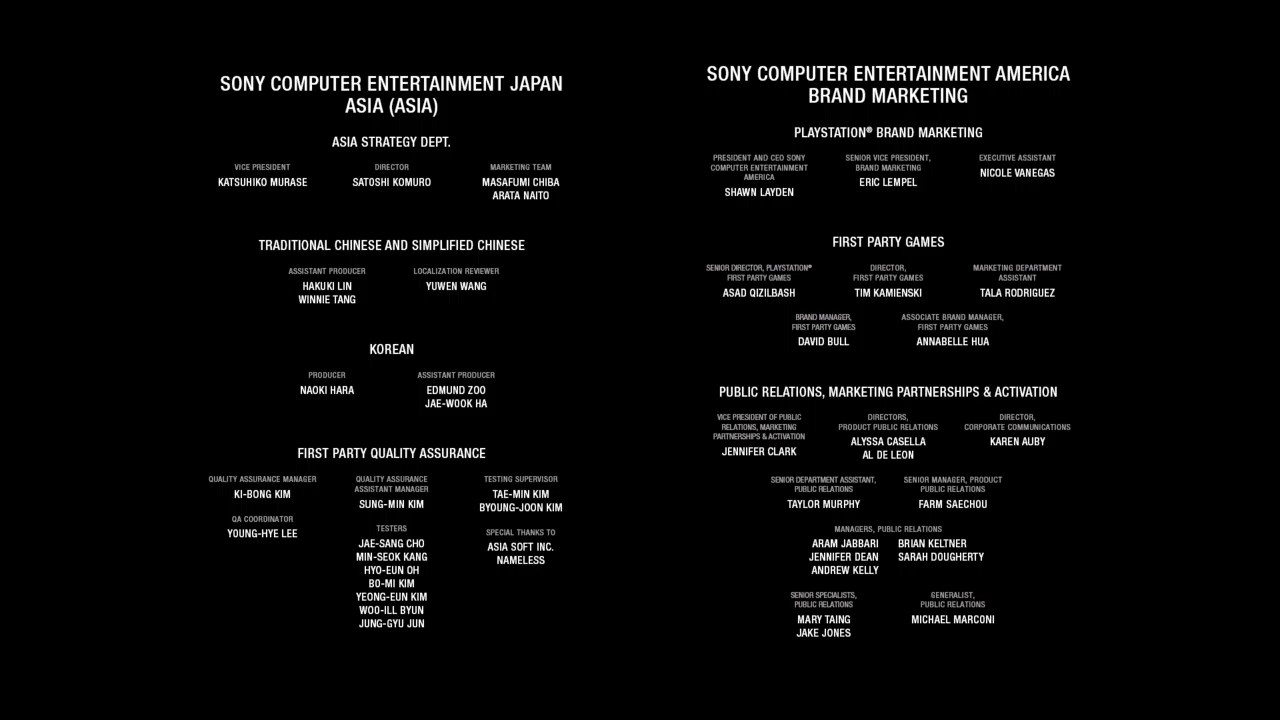 SONY COMPUTER ENTERTAINMENT JAPAN
ASIA (ASIA)
ASIA STRATEGY DEPT.
VICE PRESIDENT
KATSUHIKO MURASE
DIRECTOR
SATOSHI KOMURO
MARKETING TEAM
MASAFUMI CHIBA
ARATA NAITO
TRADITIONAL CHINESE AND SIMPLIFIED CHINESE
ASSISTANT PRODUCER
HAKUKI LIN
WINNIE TANG
LOCALIZATION REVIEWER
YUWEN WANG
KOREAN
PRODUCER
NAOKI HARA
ASSISTANT PRODUCER
EDMUND ZOO
JAE-WOOK HA
FIRST PARTY QUALITY ASSURANCE
QUALITY ASSURANCE MANAGER
KI-BONG KIM
QA COORDINATOR
YOUNG-HYE LEE
QUALITY ASSURANCE
ASSISTANT MANAGER
SUNG-MIN KIM
TESTERS
JAE-SANG CHO
MIN-SEOK KANG
HYO-EUN OH
BO-MI KIM
YEONG-EUN KIM
WOO-ILL BYUN
JUNG-GYU JUN
TESTING SUPERVISOR
TAE-MIN KIM
BYOUNG-JOON KIM
SPECIAL THANKS TO
ASIA SOFT INC.
NAMELESS
SONY COMPUTER ENTERTAINMENT AMERICA
BRAND MARKETING
PLAYSTATION® BRAND MARKETING
PRESIDENT AND CEO SONY
COMPUTER ENTERTAINMENT
AMERICA
SHAWN LAYDEN
SENIOR VICE PRESIDENT,
BRAND MARKETING
ERIC LEMPEL
EXECUTIVE ASSISTANT
NICOLE VANEGAS
FIRST PARTY GAMES
SENIOR DIRECTOR, PLAYSTATION®
FIRST PARTY GAMES
ASAD QIZILBASH
DIRECTOR,
FIRST PARTY GAMES
TIM KAMIENSKI
MARKETING DEPARTMENT
ASSISTANT
TALA RODRIGUEZ
BRAND MANAGER,
FIRST PARTY GAMES
DAVID BULL
ASSOCIATE BRAND MANAGER,
FIRST PARTY GAMES
ANNABELLE HUA
PUBLIC RELATIONS, MARKETING PARTNERSHIPS & ACTIVATION
VICE PRESIDENT OF PUBLIC
RELATIONS, MARKETING
PARTNERSHIPS & ACTIVATION
JENNIFER CLARK
DIRECTORS,
PRODUCT PUBLIC RELATIONS
ALYSSA CASELLA
AL DE LEON
DIRECTOR,
CORPORATE COMMUNICATIONS
KAREN AUBY
SENIOR DEPARTMENT ASSISTANT,
PUBLIC RELATIONS
TAYLOR MURPHY
SENIOR MANAGER, PRODUCT
PUBLIC RELATIONS
FARM SAECHOU
MANAGERS, PUBLIC RELATIONS
ARAM JABBARI
JENNIFER DEAN
ANDREW KELLY
BRIAN KELTNER
SARAH DOUGHERTY
SENIOR SPECIALISTS,
PUBLIC RELATIONS
MARY TAING
JAKE JONES
GENERALIST,
PUBLIC RELATIONS
MICHAEL MARCONI